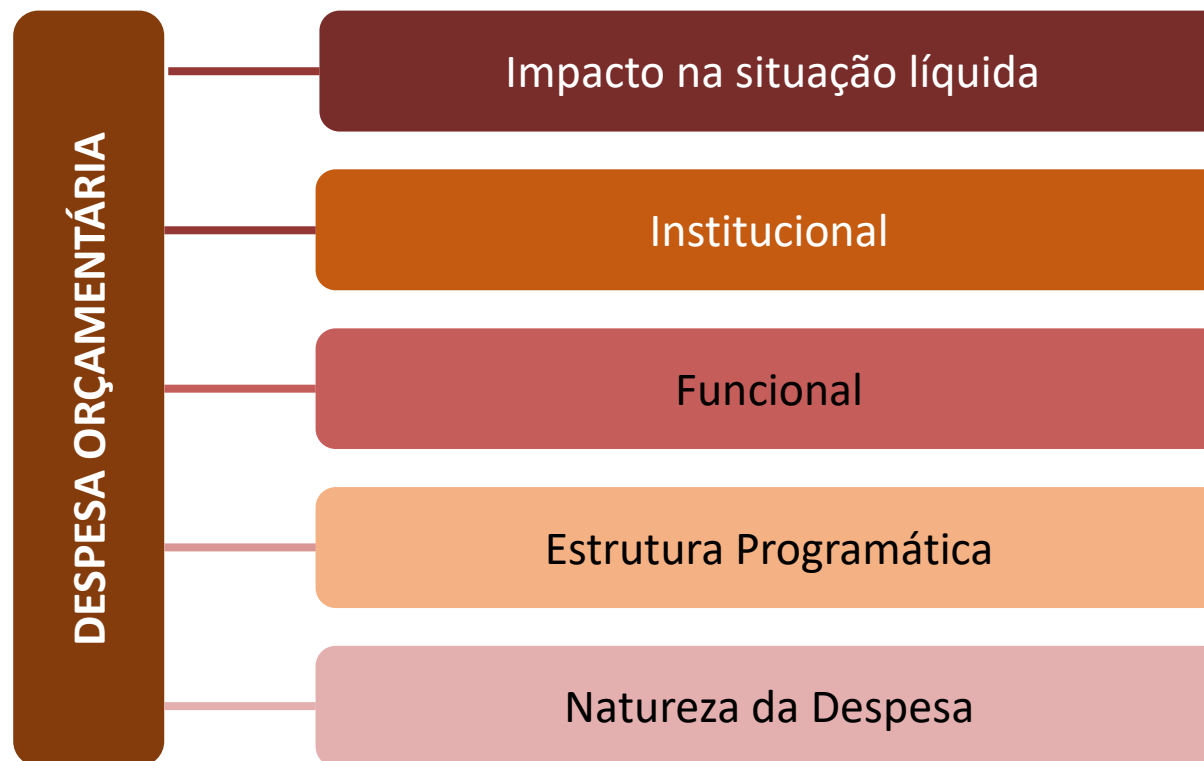 DESPESA ORÇAMENTÁRIA
Impacto na situação líquida
Institucional
Funcional
Estrutura Programática
Natureza da Despesa